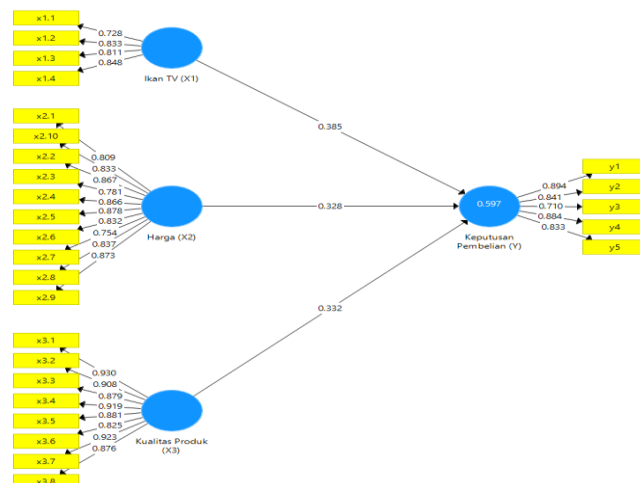 x1.1
x1.2
x1.3
x1.4
0.728
0.833
0.811
0.848
Ikan TV (X1)
x2.1
x2.10
x2.2
x2.3
x2.4
x2.5
x2.6
x2.7
x2.8
x2.9
0.809
0.833
0.867
0.781
0.866
0.878
0.832
0.754
0.837
0.873
Harga (X2)
x3.1
x3.2
x3.3
x3.4
x3.5
x3.6
x3.7
x3.8
0.930
0.908
0.879
0.919
0.881
0.825
0.923
0.876
Kualitas Produk
(X3)
0.385
0.328
0.332
0.597
Keputusan
Pembelian (Y)
0.894
0.841
0.710
0.884
0.833
y1
y2
y3
y4
y5